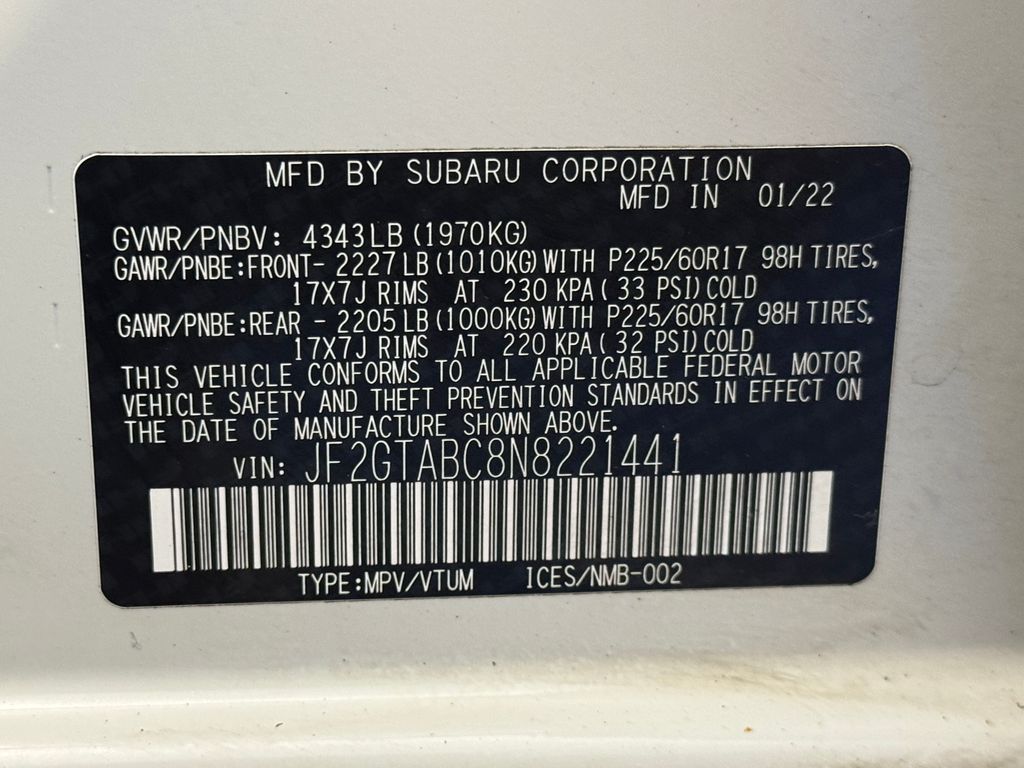 MFD BY SUBARU CORPORATION
MFD IN 01/22
GVWR/PNBV: 4343LB (1970KG)
GAWR/PNBE:FRONT- 2227LB (1010KG) WITH P225/60R17 98H TIRES,
17X7J RIMS AT 230 KPA ( 33 PSI) COLD
GAWR/PNBE:REAR - 2205LB (1000KG) WITH P225/60R17 98H TIRES,
17X7J RIMS AT 220 KPA ( 32 PSI) COLD
THIS VEHICLE CONFORMS TO ALL APPLICABLE FEDERAL MOTOR
VEHICLE SAFETY AND THEFT PREVENTION STANDARDS IN EFFECT ON
THE DATE OF MANUFACTURE SHOWN ABOVE.
VIN: JF2GTABC8N8221441
TYPE:MPV/VTUM ICES/NMB-002